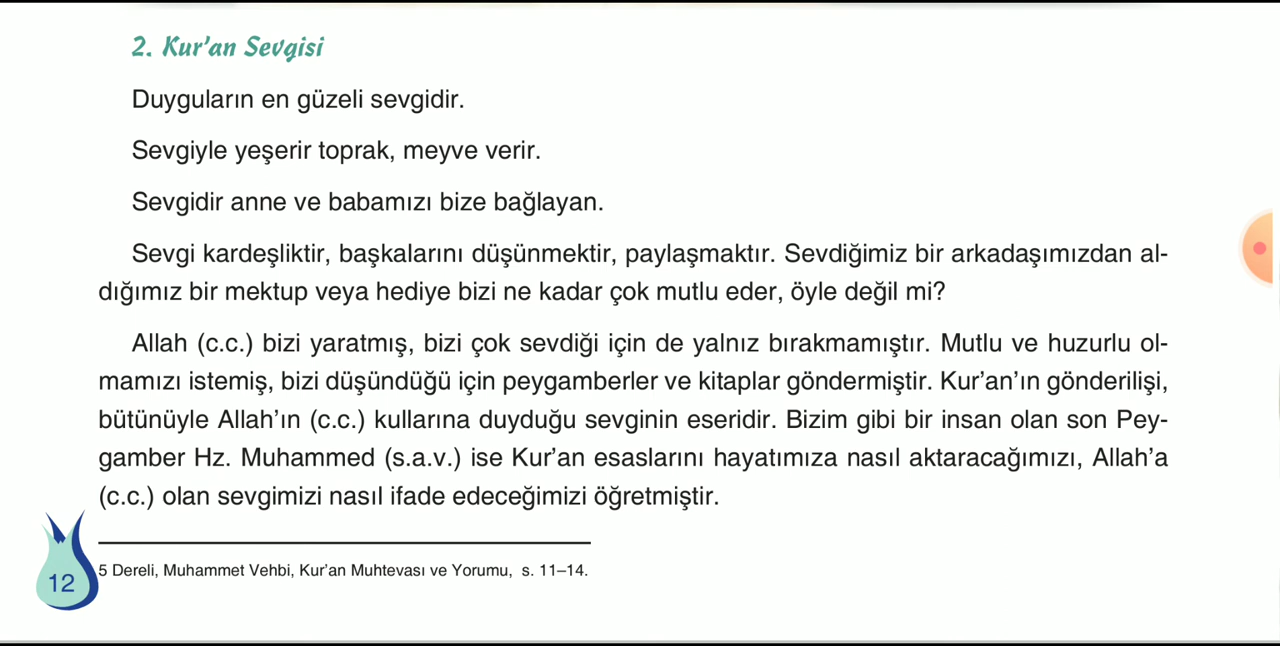 2. Kur’an Sevgisi
Duyguların en güzeli sevgidir.
Sevgiyle yeşerir toprak, meyve verir.
Sevgidir anne ve babamızı bize bağlayan.
Sevgi kardeşliktir, başkalarını düşünmektir, paylaşmaktır. Sevdiğimiz bir arkadaşımızdan al-
dığımız bir mektup veya hediye bizi ne kadar çok mutlu eder, öyle değil mi?
Allah (c.c.) bizi yaratmış, bizi çok sevdiği için de yalnız bırakmamıştır. Mutlu ve huzurlu ol-
mamızı istemiş, bizi düşündüğü için peygamberler ve kitaplar göndermiştir. Kur’an’ın gönderilişi,
bütünüyle Allah’ın (c.c.) kullarına duyduğu sevginin eseridir. Bizim gibi bir insan olan son Pey-
gamber Hz. Muhammed (s.a.v.) ise Kur’an esaslarını hayatımıza nasıl aktaracağımızı, Allah’a
(c.c.) olan sevgimizi nasıl ifade edeceğimizi öğretmiştir.
5 Dereli, Muhammet Vehbi, Kur’an Muhtevası ve Yorumu, s. 11–14.
12